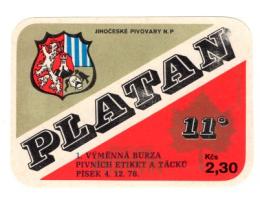 JIHOČESKÉ PIVOVARY N.P
PLATAN
11°
1. VÝMĚNNÁ BURZA
PIVNÍCH ETIKET A TÁCKŮ
PÍSEK 4. 12. 76.
Kčs
2,30